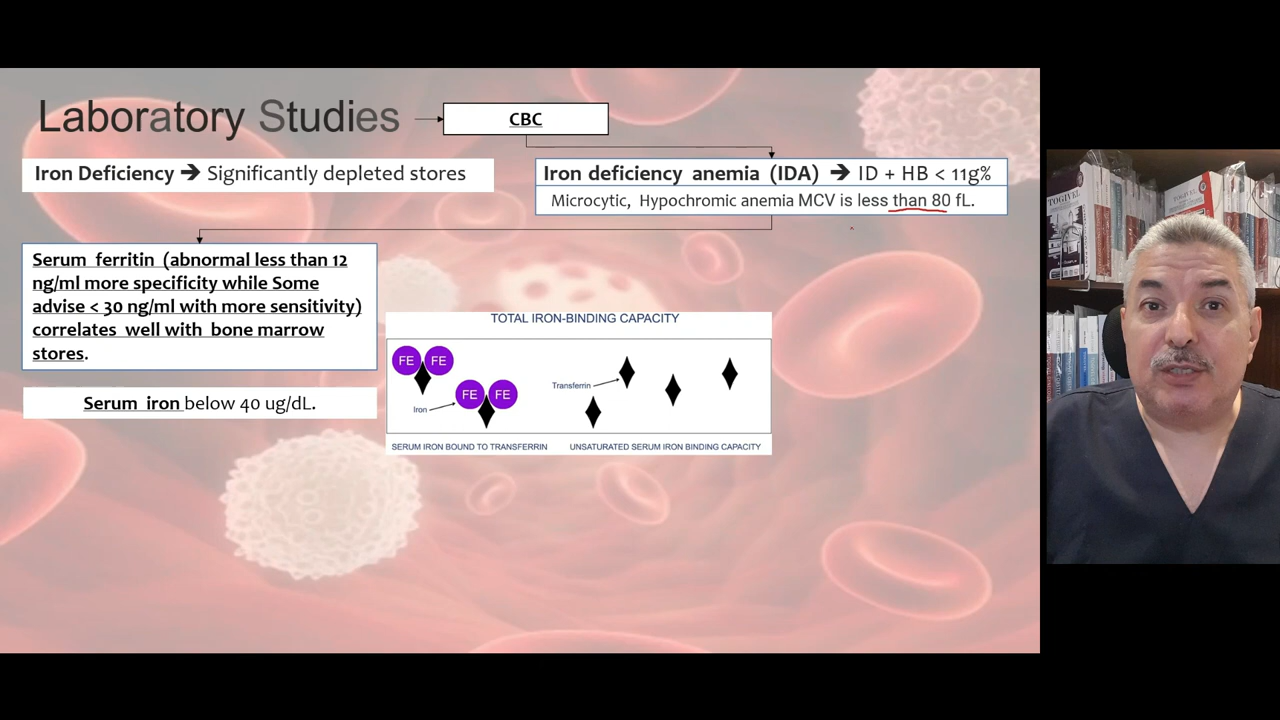 Laboratory Studies
CBC
Iron Deficiency ➔ Significantly depleted stores
Iron deficiency anemia (IDA) ➔ ID + HB < 11g%
Microcytic, Hypochromic anemia MCV is less than 80 fL.
Serum ferritin (abnormal less than 12
ng/ml more specificity while Some
advise < 30 ng/ml with more sensitivity)
correlates well with bone marrow
stores.
Serum iron below 40 ug/dL.
TOTAL IRON-BINDING CAPACITY
FE FE
FE FE
Iron
Transferrin
SERUM IRON BOUND TO TRANSFERRIN
UNSATURATED SERUM IRON BINDING CAPACITY
TOGIVEL
TOGIVEL